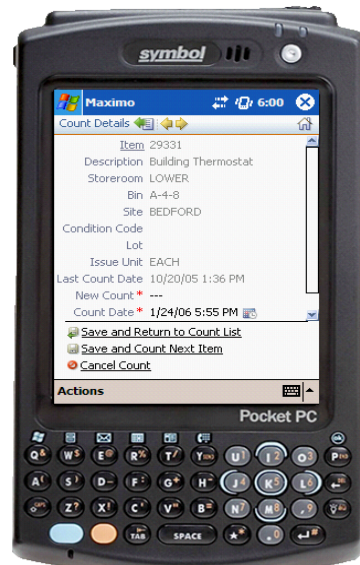 symbol
Maximo 6:00
Count Details
Item 29331
Description Building Thermostat
Storeroom LOWER
Bin A-4-8
Site BEDFORD
Condition Code
Lot
Issue Unit EACH
Last Count Date 10/20/05 1:36 PM
New Count * ---
Count Date * 1/24/06 5:55 PM
Save and Return to Count List
Save and Count Next Item
Cancel Count
Actions
Pocket PC
TAB SPACE